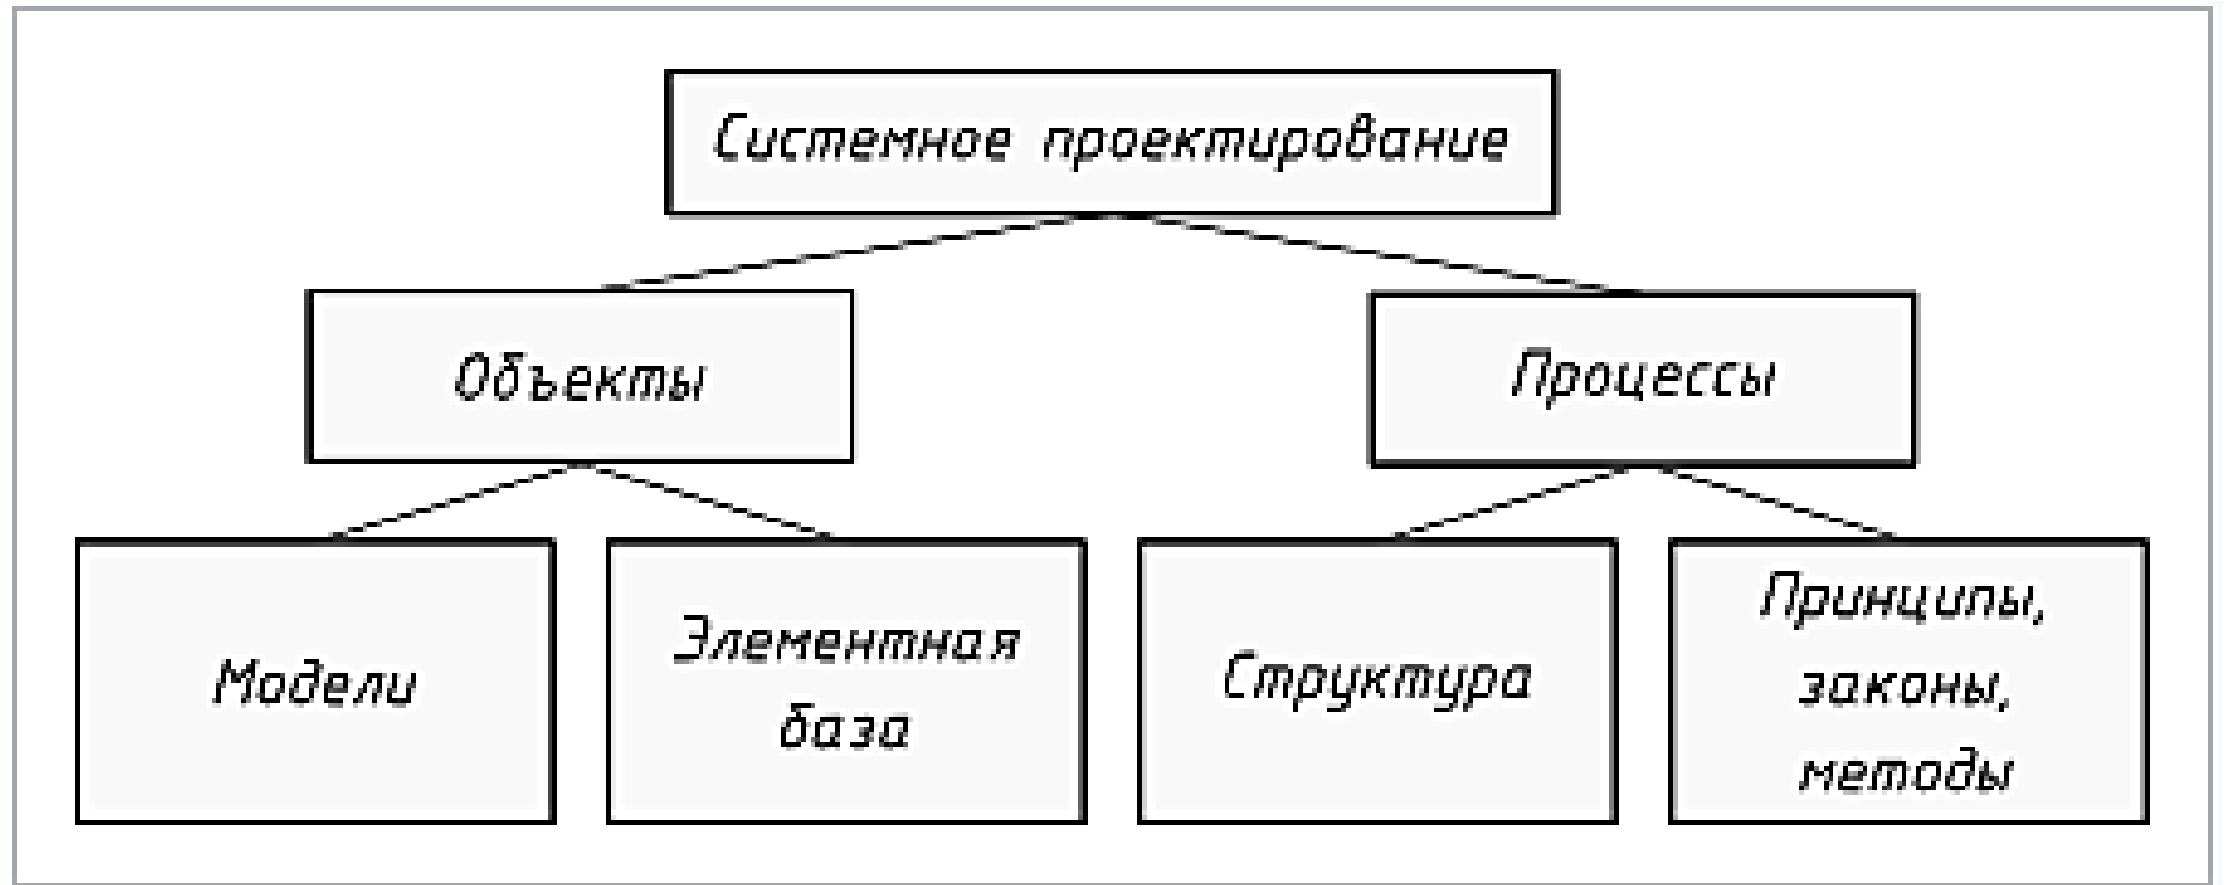 Системное проектирование
Объекты
Процессы
Модели
Элементная
база
Структура
Принципы,
законы,
методы